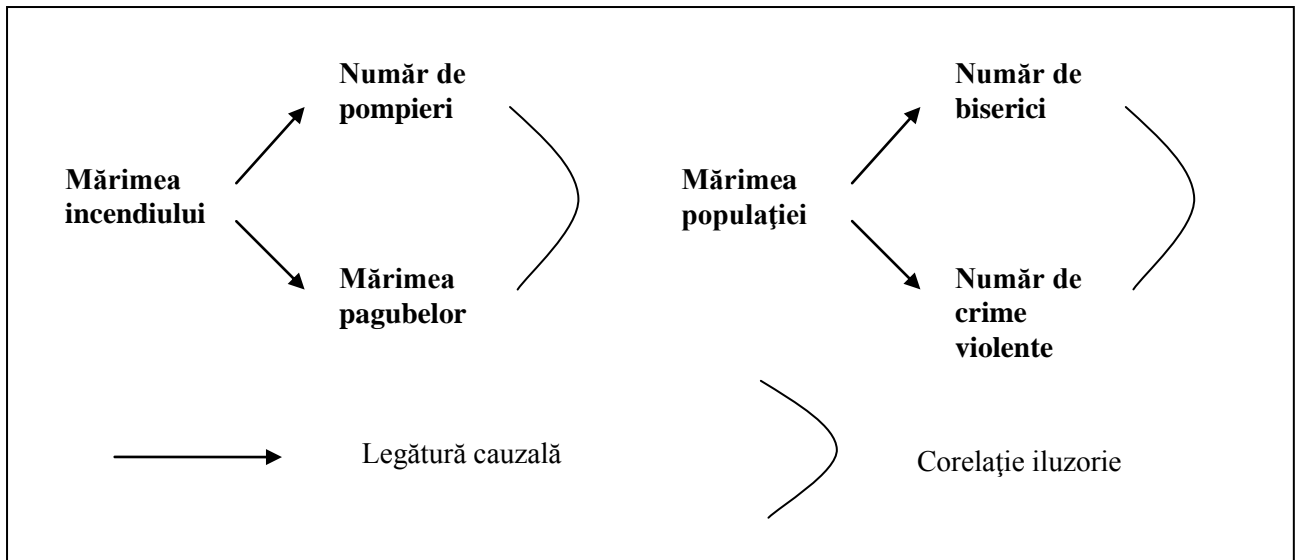 Număr de
pompieri
Mărimea
incendiului
Mărimea
pagubelor
Număr de
biserici
Mărimea
populaţiei
Număr de
crime
violente
Legătură cauzală
Corelaţie iluzorie